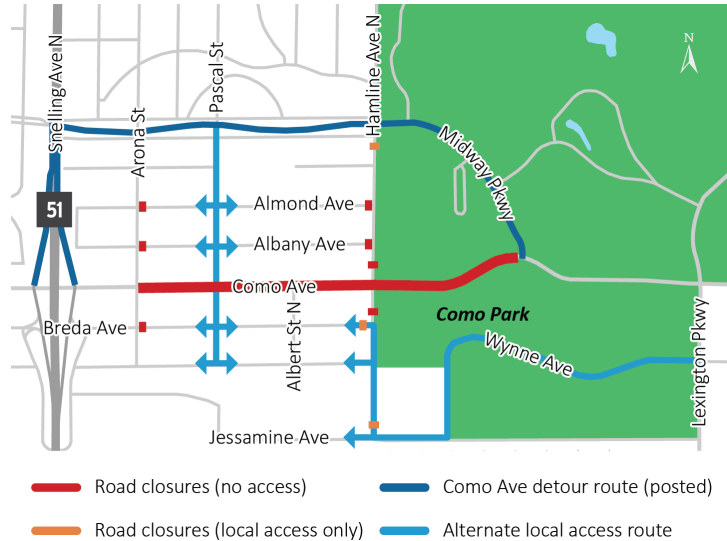 Snelling Ave N
Arona St
Pascal St
Hamline Ave N
N
Midway Pkwy
51
Almond Ave
Albany Ave
Como Ave
Breda Ave
Albert St N
Como Park
Wynne Ave
Lexington Pkwy
Jessamine Ave
Road closures (no access)
Como Ave detour route (posted)
Road closures (local access only)
Alternate local access route